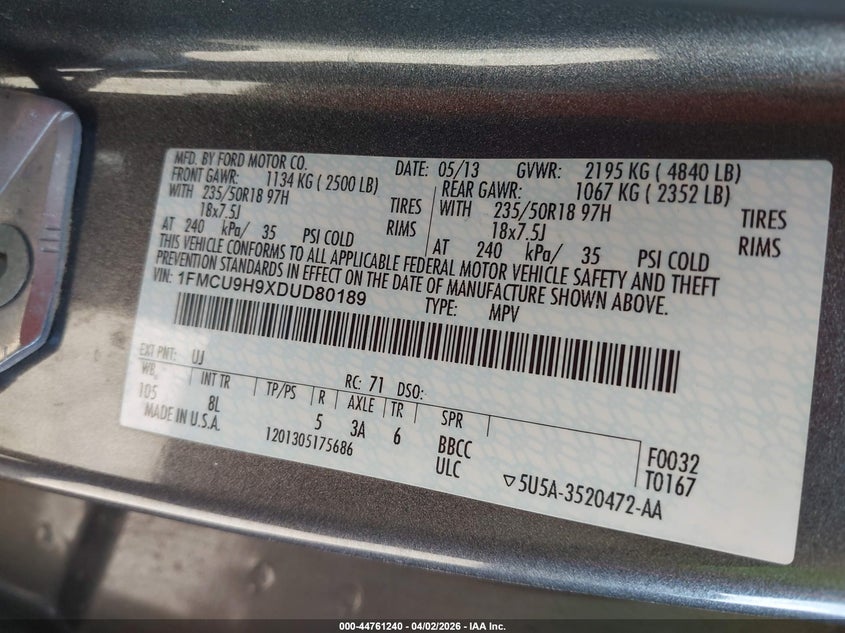 MFD. BY FORD MOTOR CO. DATE: 05/13 GVWR: 2195 KG ( 4840 LB)
FRONT GAWR: 1134 KG ( 2500 LB) REAR GAWR: 1067 KG ( 2352 LB)
WITH 235/50R18 97H TIRES WITH 235/50R18 97H TIRES
18x7.5J RIMS 18x7.5J RIMS
AT 240 kPa/ 35 PSI COLD AT 240 kPa/ 35 PSI COLD
THIS VEHICLE CONFORMS TO ALL APPLICABLE FEDERAL MOTOR VEHICLE SAFETY AND THEFT
PREVENTION STANDARDS IN EFFECT ON THE DATE OF MANUFACTURE SHOWN ABOVE.
VIN: 1FMCU9H9XDUD80189
TYPE: MPV
EXT PNT: UJ RC: 71 DSO:
WB INT TR TP/PS R AXLE TR SPR
105 8L 5 3A 6 BBCC
ULC
MADE IN U.S.A. 1201305175686
F0032
T0167
▽5U5A-3520472-AA
000-44761240 - 04/02/2026 - IAA Inc.